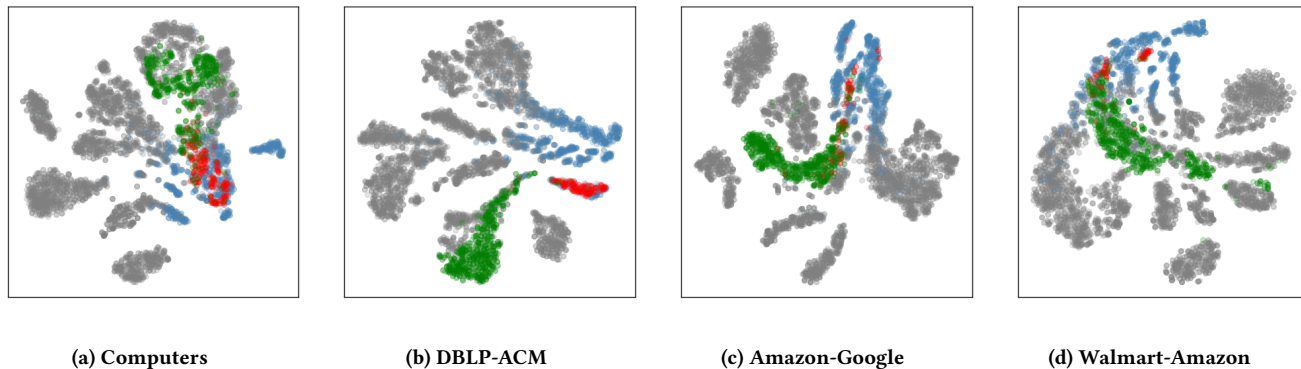 (a) Computers
(b) DBLP-ACM
(c) Amazon-Google
(d) Walmart-Amazon